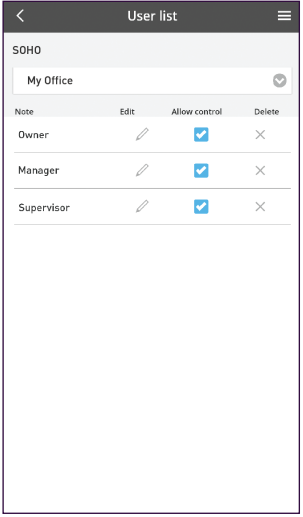 User list
SOHO
My Office
Note Edit Allow control Delete
Owner
Manager
Supervisor